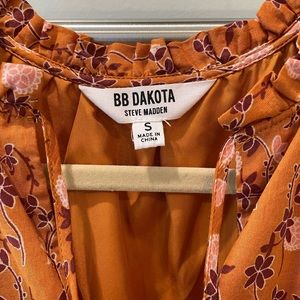 BB DAKOTA
STEVE MADDEN
S
MADE IN
CHINA